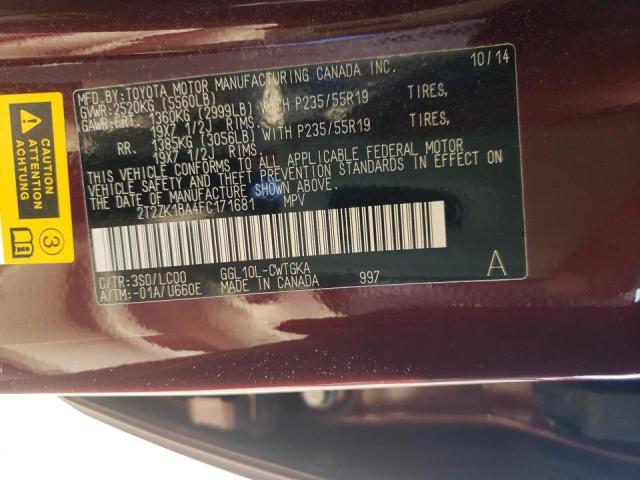 MFD. BY:TOYOTA MOTOR MANUFACTURING CANADA INC. 10/14
GVWR:2520KG (5560LB)
GAWR:FRT. 1360KG (2999LB) WITH P235/55R19 TIRES,
19X7 1/2J RIMS
RR. 1385KG (3056LB) WITH P235/55R19 TIRES,
19X7 1/2J RIMS
THIS VEHICLE CONFORMS TO ALL APPLICABLE FEDERAL MOTOR
VEHICLE SAFETY AND THEFT PREVENTION STANDARDS IN EFFECT ON
THE DATE OF MANUFACTURE SHOWN ABOVE.
2T2ZK1BA4FC171681 MPV
C/TR:3S0/LC00 GGL10L-CWTGKA A
A/TM:-01A/U660E MADE IN CANADA 997
CAUTION
ATTENTION
ACHTUNG
3